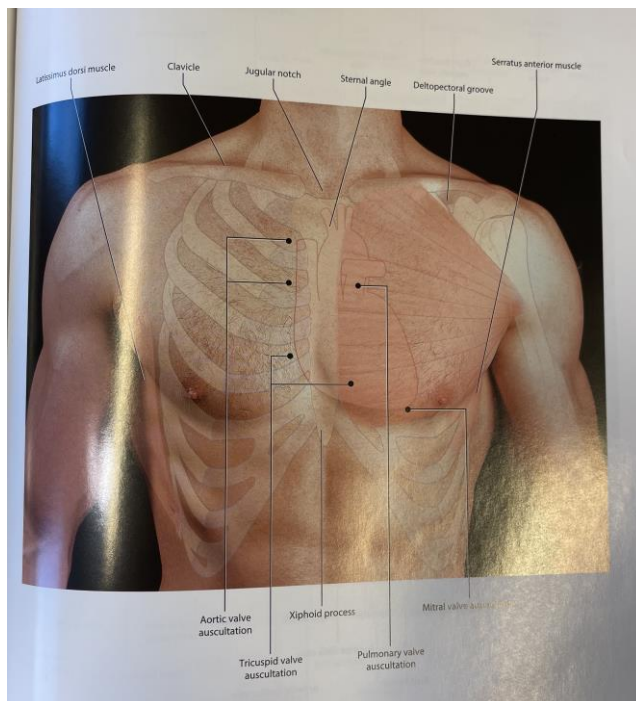 Latissimus dorsi muscle
Clavicle
Jugular notch
Sternal angle
Deltopectoral groove
Serratus anterior muscle
Aortic valve
auscultation
Xiphoid process
Mitral valve
Tricuspid valve
auscultation
Pulmonary valve
auscultation